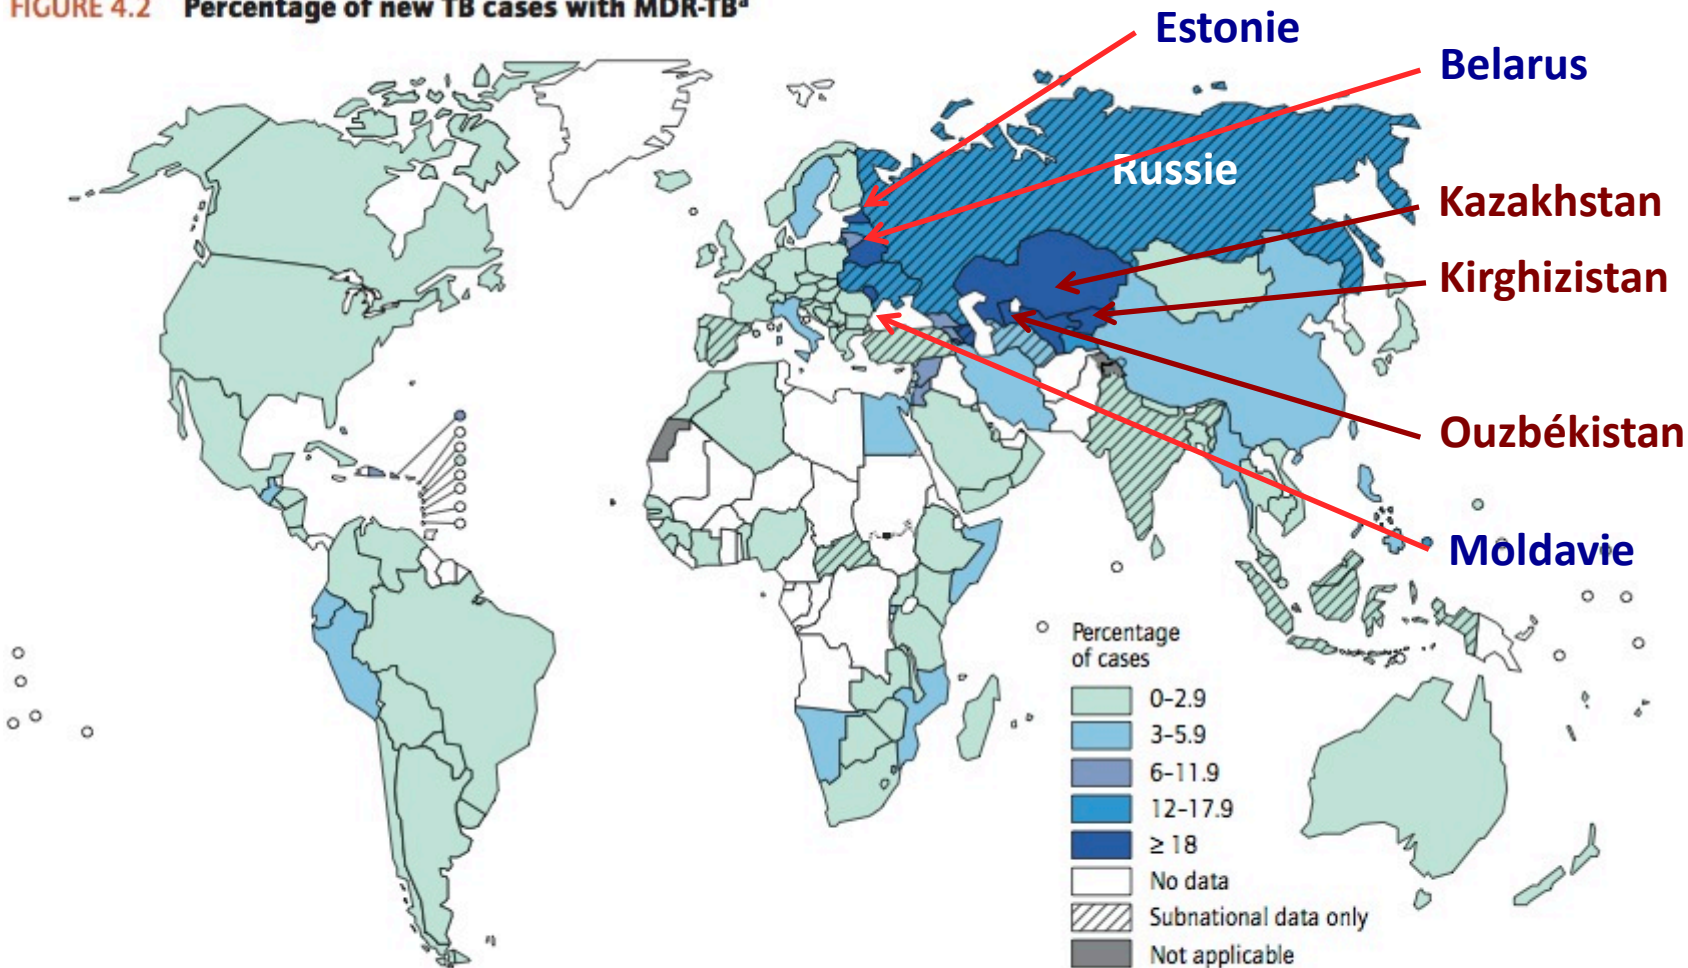 FIGURE 4.2 Percentage of new TB cases with MDR-TBª
Estonie
Belarus
Russie
Kazakhstan
Kirghizistan
Ouzbékistan
Moldavie
Percentage
of cases
0–2.9
3–5.9
6–11.9
12–17.9
≥ 18
No data
Subnational data only
Not applicable